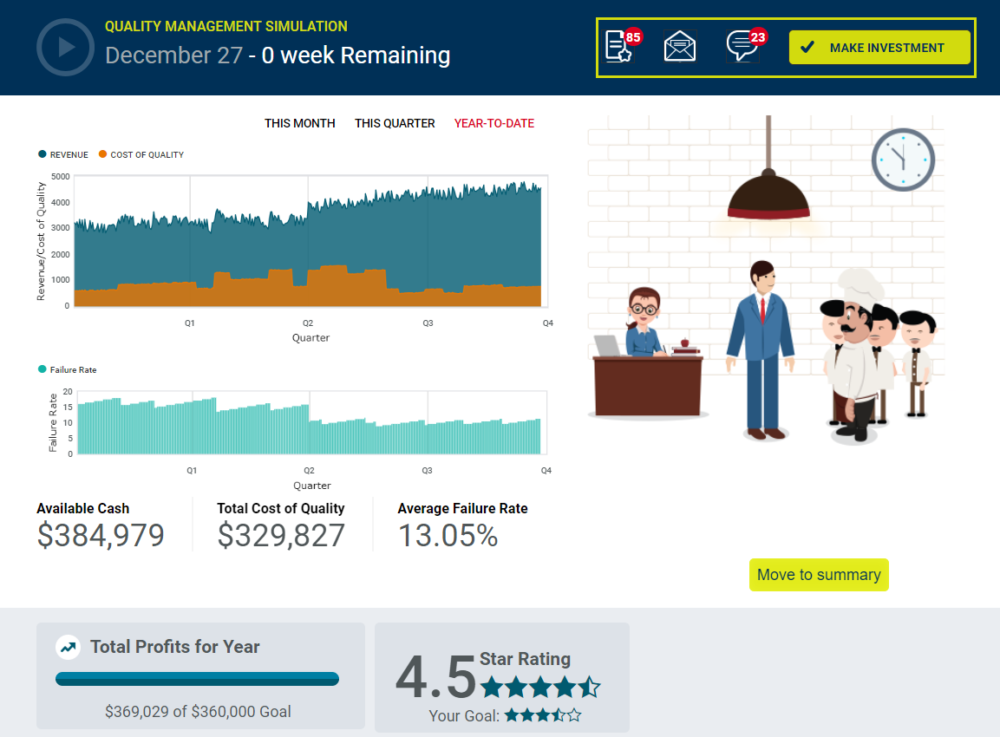 QUALITY MANAGEMENT SIMULATION
December 27 - 0 week Remaining
85
23
MAKE INVESTMENT
THIS MONTH THIS QUARTER YEAR-TO-DATE
REVENUE COST OF QUALITY
Revenue/Cost of Quality
5000
4000
3000
2000
1000
0
Q1 Q2 Q3 Q4
Quarter
Failure Rate
Failure Rate
20
15
10
5
0
Q1 Q2 Q3 Q4
Quarter
Available Cash Total Cost of Quality Average Failure Rate
$384,979 $329,827 13.05%
Move to summary
Total Profits for Year
$369,029 of $360,000 Goal
4.5 Star Rating
Your Goal: